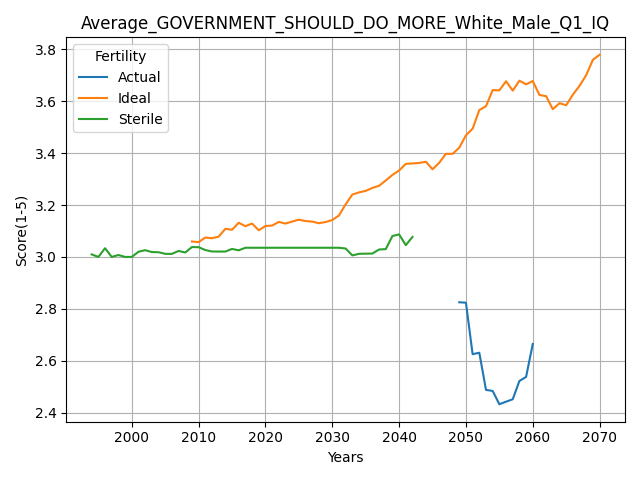 Average_GOVERNMENT_SHOULD_DO_MORE_White_Male_Q1_IQ
Fertility
Actual
Ideal
Sterile
Score(1-5)
3.8
3.6
3.4
3.2
3.0
2.8
2.6
2.4
2000
2010
2020
2030
2040
2050
2060
2070
Years